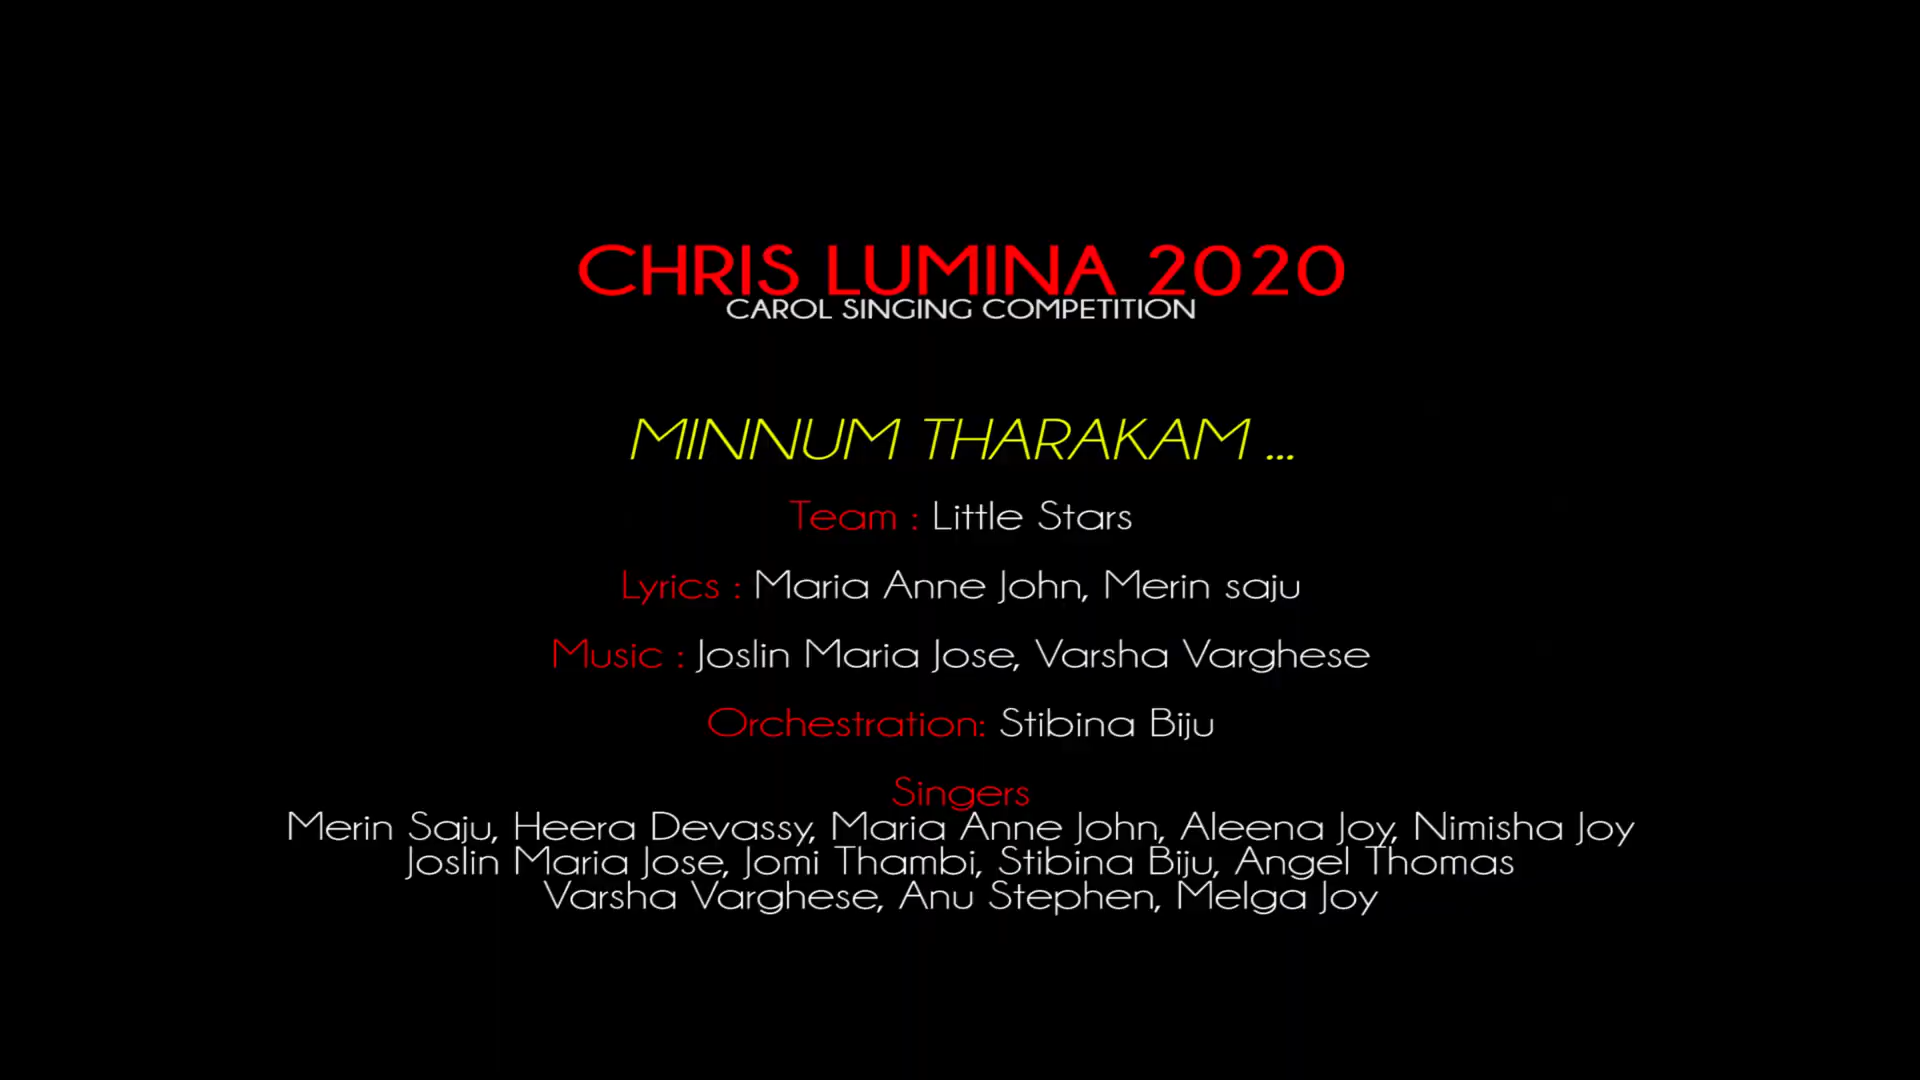 CHRIS LUMINA 2020
CAROL SINGING COMPETITION
MINNUM THARAKAM ...
Team : Little Stars
Lyrics : Maria Anne John, Merin saju
Music : Joslin Maria Jose, Varsha Varghese
Orchestration: Stibina Biju
Singers
Merin Saju, Heera Devassy, Maria Anne John, Aleena Joy, Nimisha Joy
Joslin Maria Jose, Jomi Thambi, Stibina Biju, Angel Thomas
Varsha Varghese, Anu Stephen, Melga Joy